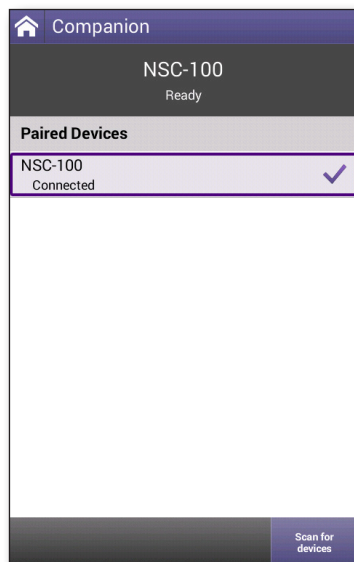 Companion
NSC-100
Ready
Paired Devices
NSC-100
Connected
Scan for
devices